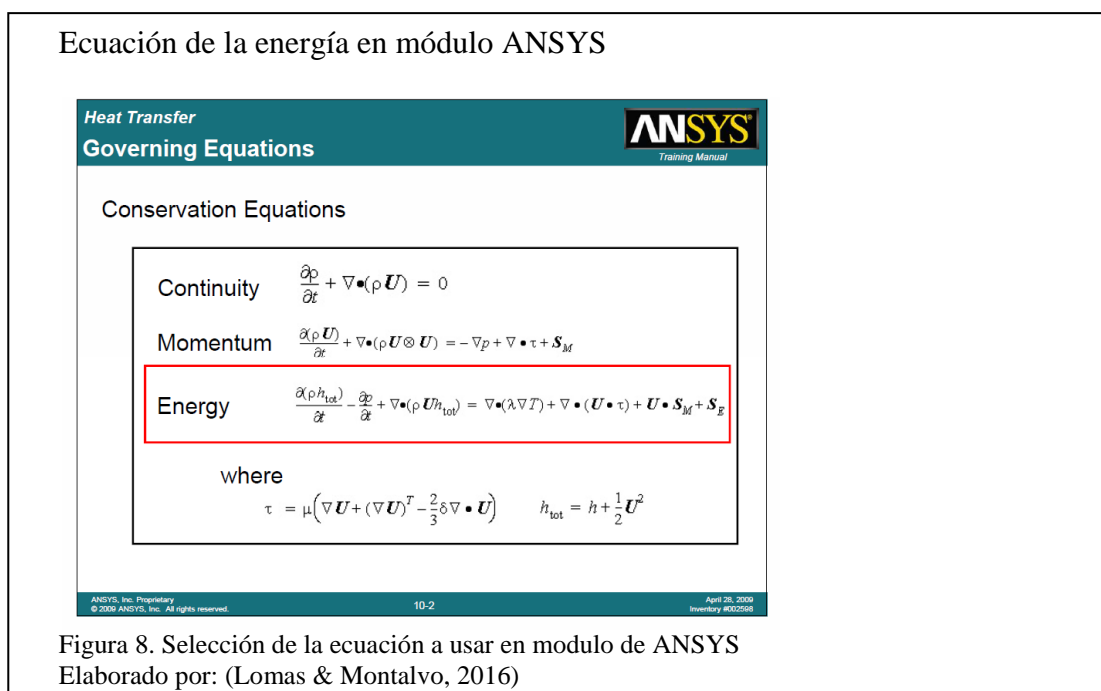 Ecuación de la energía en módulo ANSYS
Heat Transfer
Governing Equations
ANSYS®
Training Manual
Conservation Equations
Continuity ∂ρ/∂t + ∇•(ρU) = 0
Momentum ∂(ρU)/∂t + ∇•(ρU⊗U) = −∇p + ∇•τ + S_M
Energy ∂(ρh_tot)/∂t − ∂p/∂t + ∇•(ρUh_tot) = ∇•(λ∇T) + ∇•(U•τ) + U•S_M + S_E
where
τ = μ(∇U + (∇U)^T − 2/3 δ∇•U) h_tot = h + 1/2 U²
ANSYS, Inc. Proprietary
© 2009 ANSYS, Inc. All rights reserved.
10-2
April 28, 2009
Inventory #002598
Figura 8. Selección de la ecuación a usar en modulo de ANSYS
Elaborado por: (Lomas & Montalvo, 2016)